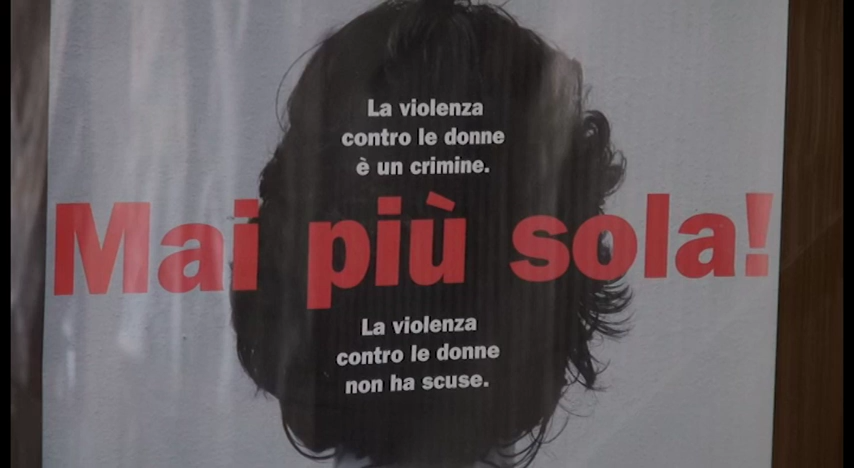 La violenza
contro le donne
è un crimine.
Mai più sola!
La violenza
contro le donne
non ha scuse.